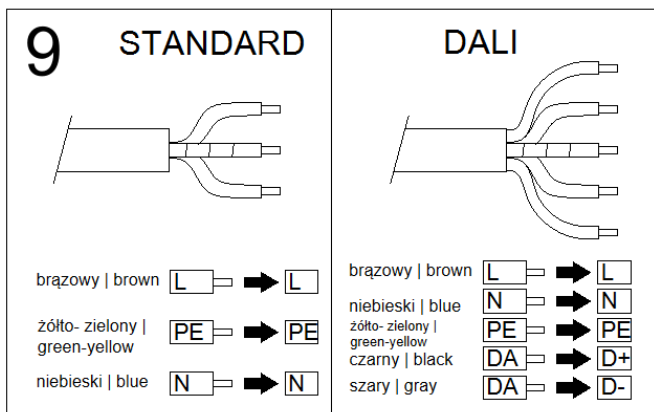 9 STANDARD
brązowy | brown L L
żółto- zielony |
green-yellow PE PE
niebieski | blue N N
DALI
brązowy | brown L L
niebieski | blue N N
żółto- zielony |
green-yellow PE PE
czarny | black DA D+
szary | gray DA D-